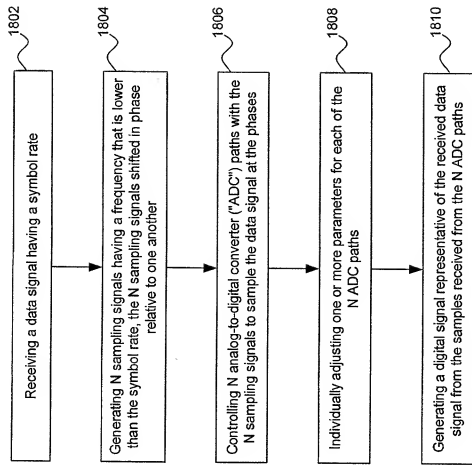 1802
Receiving a data signal having a symbol rate
1804
Generating N sampling signals having a frequency that is lower
than the symbol rate, the N sampling signals shifted in phase
relative to one another
1806
Controlling N analog-to-digital converter ("ADC") paths with the
N sampling signals to sample the data signal at the phases
1808
Individually adjusting one or more parameters for each of the
N ADC paths
1810
Generating a digital signal representative of the received data
signal from the samples received from the N ADC paths